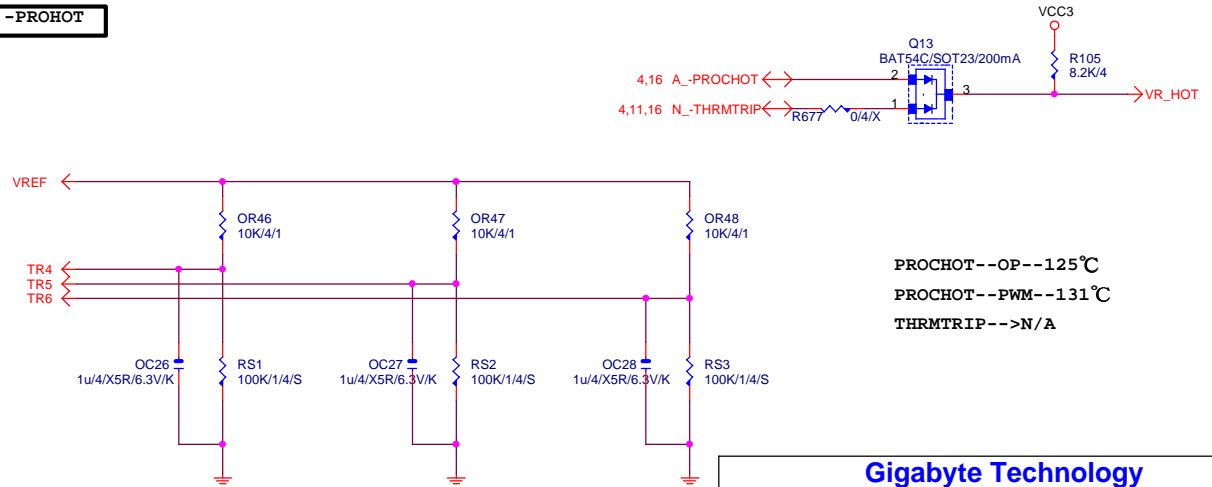 -PROHOT
VCC3
Q13
BAT54C/SOT23/200mA
R105
8.2K/4
4,16 A_-PROCHOT
2
3
VR_HOT
4,11,16 N_-THRMTRIP
R677
0/4/X
1
VREF
OR46
10K/4/1
OR47
10K/4/1
OR48
10K/4/1
TR4
TR5
TR6
PROCHOT--OP--125℃
PROCHOT--PWM--131℃
THRMTRIP-->N/A
OC26
1u/4/X5R/6.3V/K
RS1
100K/1/4/S
OC27
1u/4/X5R/6.3V/K
RS2
100K/1/4/S
OC28
1u/4/X5R/6.3V/K
RS3
100K/1/4/S
Gigabyte Technology